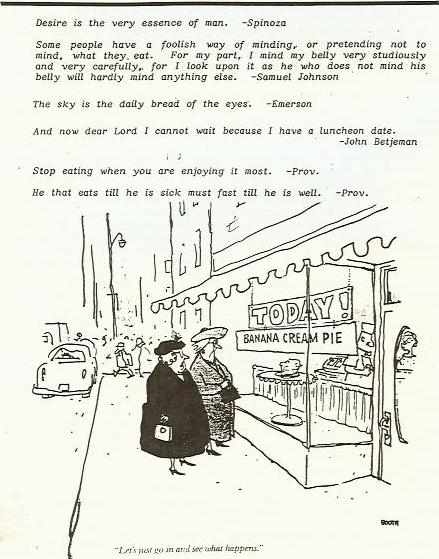 Desire is the very essence of man. -Spinoza
Some people have a foolish way of minding, or pretending not to
mind, what they eat. For my part, I mind my belly very studiously
and very carefully, for I look upon it as he who does not mind his
belly will hardly mind anything else. -Samuel Johnson
The sky is the daily bread of the eyes. -Emerson
And now dear Lord I cannot wait because I have a luncheon date.
-John Betjeman
Stop eating when you are enjoying it most. -Prov.
He that eats till he is sick must fast till he is well. -Prov.
TODAY!
BANANA CREAM PIE
BOOTH
"Let's just go in and see what happens."